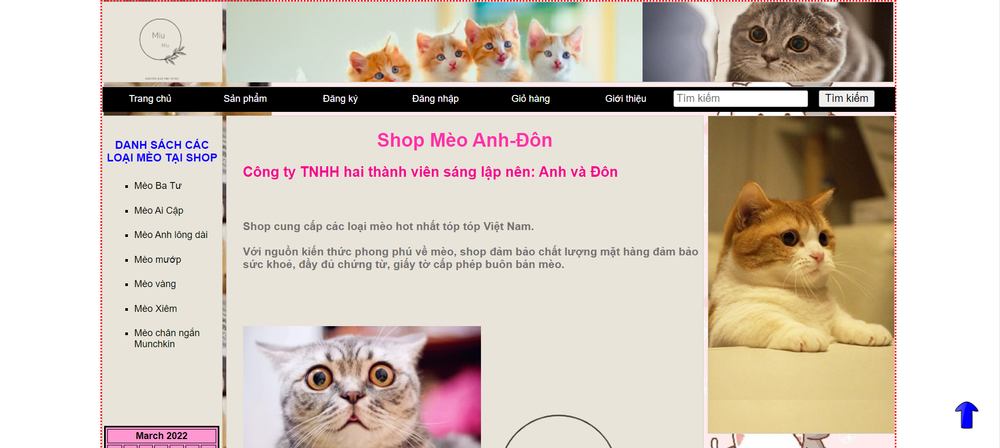 Miu
Miu
Trang chủ
Sản phẩm
Đăng ký
Đăng nhập
Giỏ hàng
Giới thiệu
Tìm kiếm
Tìm kiếm
DANH SÁCH CÁC
LOẠI MÈO TẠI SHOP
Mèo Ba Tư
Mèo Ai Cập
Mèo Anh lông dài
Mèo mướp
Mèo vàng
Mèo Xiêm
Mèo chân ngắn
Munchkin
March 2022
Shop Mèo Anh-Đôn
Công ty TNHH hai thành viên sáng lập nên: Anh và Đôn
Shop cung cấp các loại mèo hot nhất tóp tóp Việt Nam.
Với nguồn kiến thức phong phú về mèo, shop đảm bảo chất lượng mặt hàng đảm bảo
sức khoẻ, đầy đủ chứng từ, giấy tờ cấp phép buôn bán mèo.